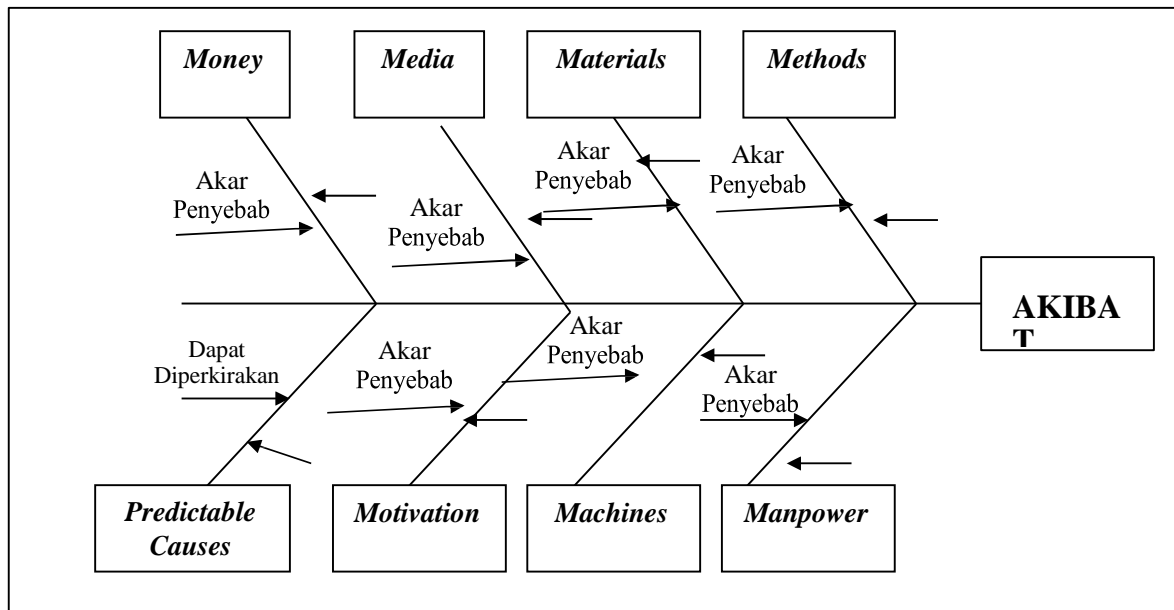 Money
Media
Materials
Methods
Akar
Penyebab
Akar
Penyebab
Akar
Penyebab
Akar
Penyebab
AKIBA
T
Dapat
Diperkirakan
Akar
Penyebab
Akar
Penyebab
Akar
Penyebab
Predictable
Causes
Motivation
Machines
Manpower